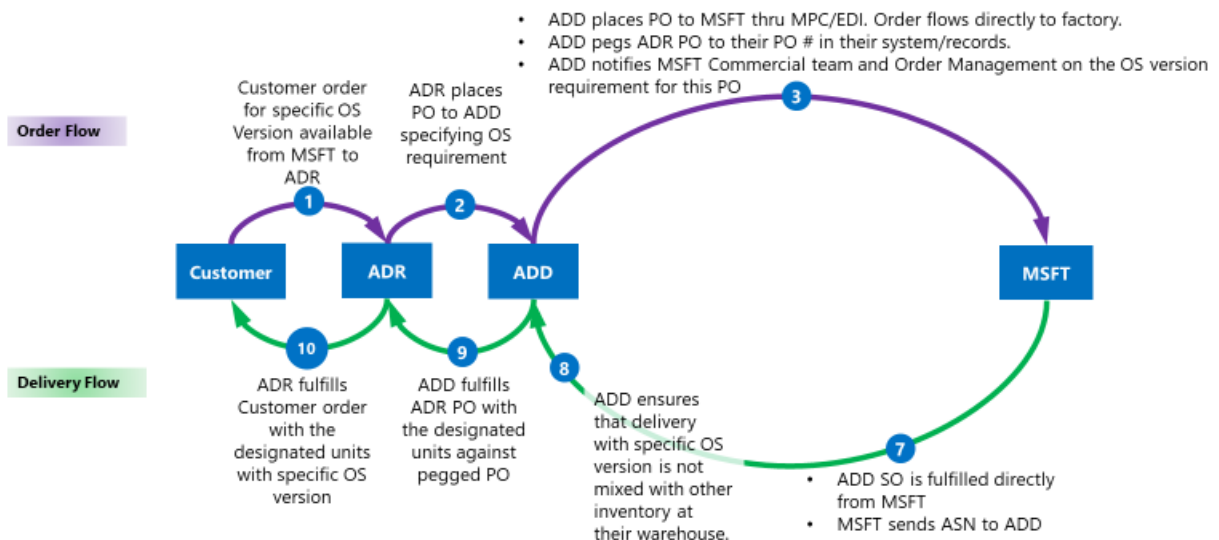 • ADD places PO to MSFT thru MPC/EDI. Order flows directly to factory.
• ADD pegs ADR PO to their PO # in their system/records.
• ADD notifies MSFT Commercial team and Order Management on the OS version
requirement for this PO
3
Order Flow
Customer order
for specific OS
Version available
from MSFT to
ADR
1
ADR places
PO to ADD
specifying OS
requirement
2
Customer
ADR
ADD
MSFT
Delivery Flow
10
ADR fulfills
Customer order
with the
designated units
with specific OS
version
9
ADD fulfills
ADR PO with
the designated
units against
pegged PO
8
ADD ensures
that delivery
with specific OS
version is not
mixed with other
inventory at
their warehouse.
7
• ADD SO is fulfilled directly
from MSFT
• MSFT sends ASN to ADD